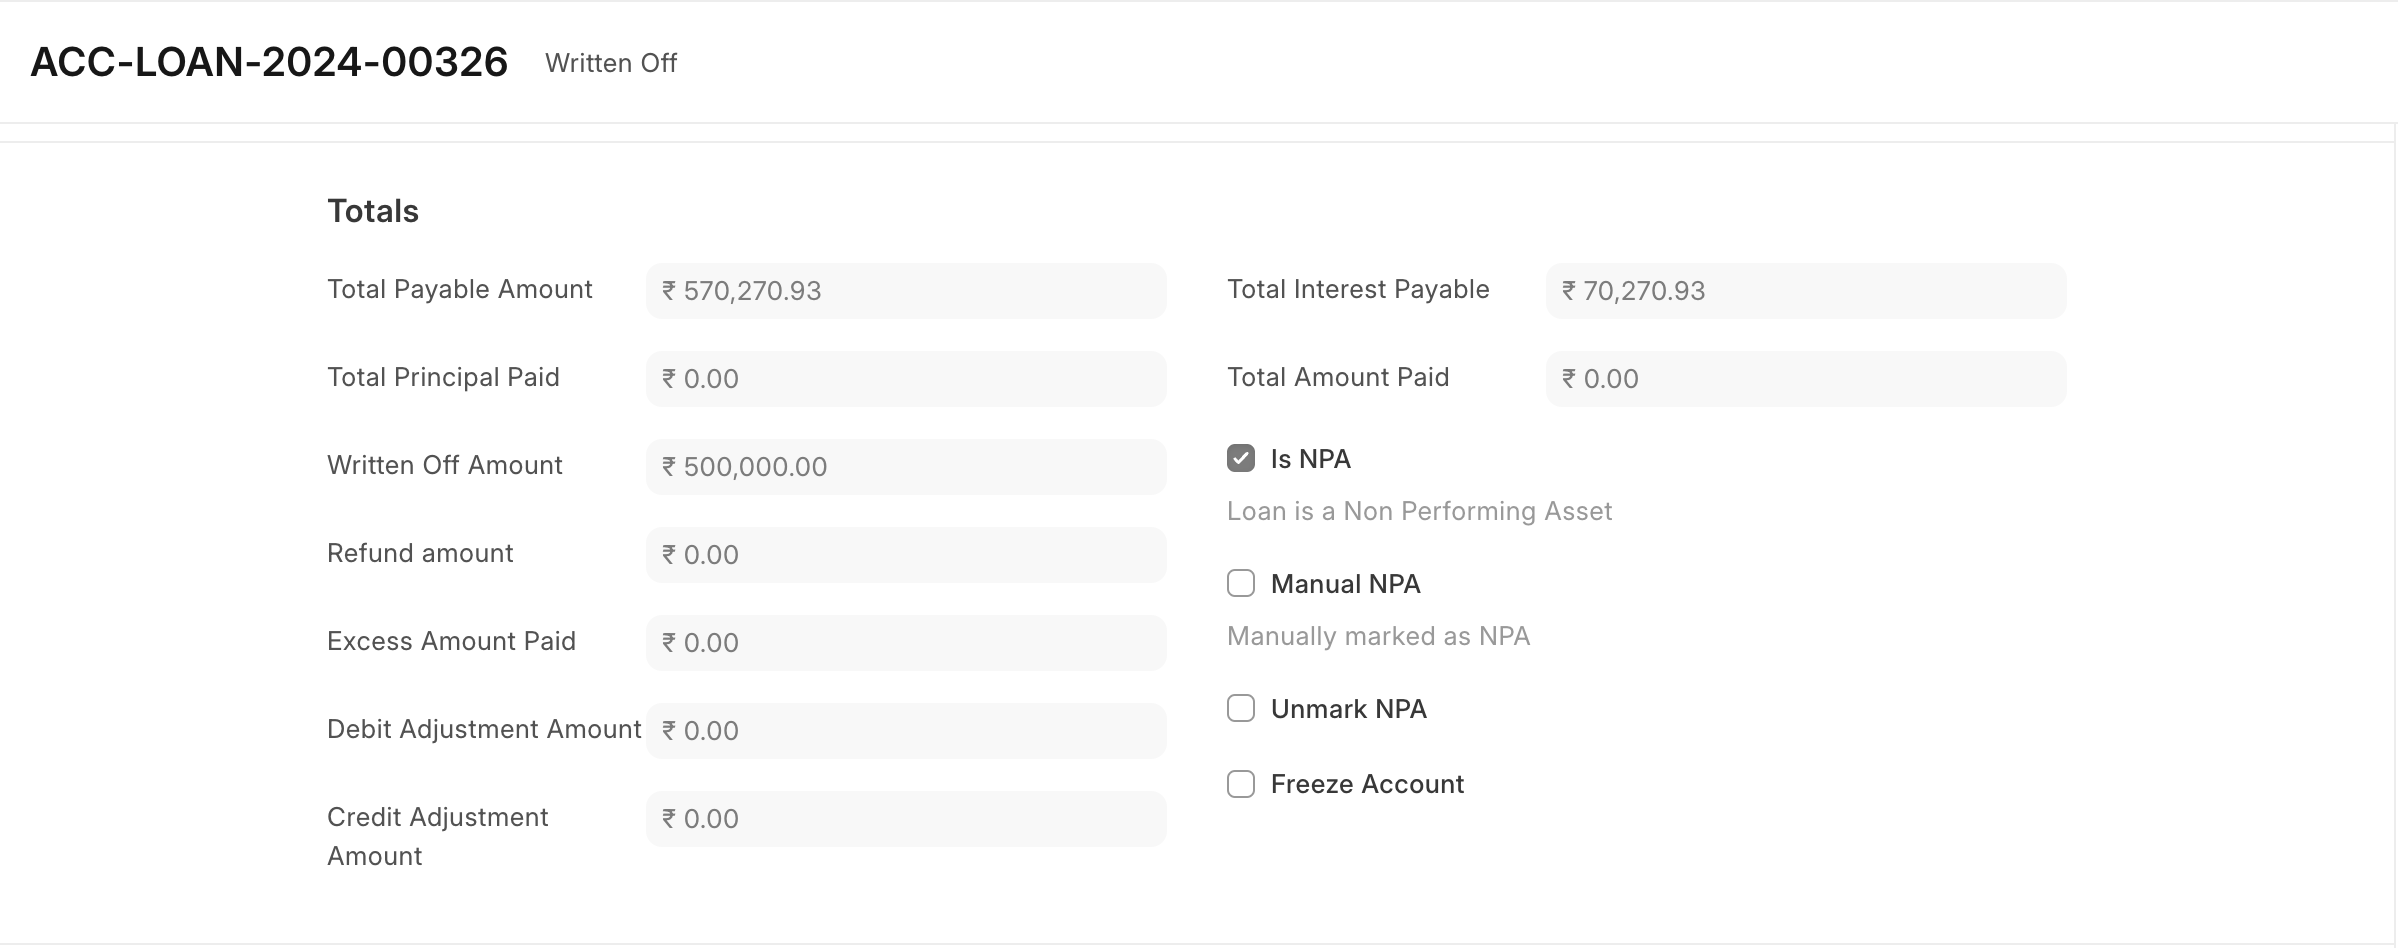 ACC-LOAN-2024-00326 Written Off
Totals
Total Payable Amount ₹ 570,270.93
Total Principal Paid ₹ 0.00
Written Off Amount ₹ 500,000.00
Refund amount ₹ 0.00
Excess Amount Paid ₹ 0.00
Debit Adjustment Amount ₹ 0.00
Credit Adjustment
Amount
₹ 0.00
Total Interest Payable ₹ 70,270.93
Total Amount Paid ₹ 0.00
Is NPA
Loan is a Non Performing Asset
Manual NPA
Manually marked as NPA
Unmark NPA
Freeze Account